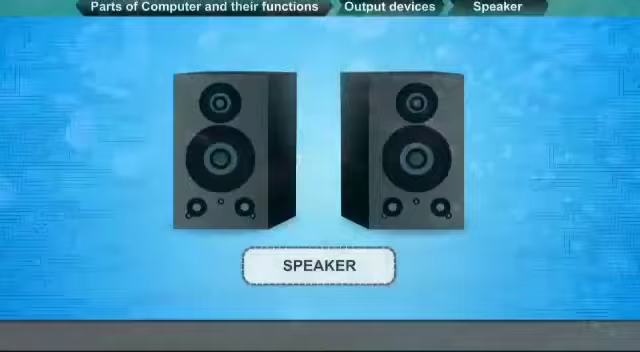 Parts of Computer and their functions Output devices Speaker
SPEAKER